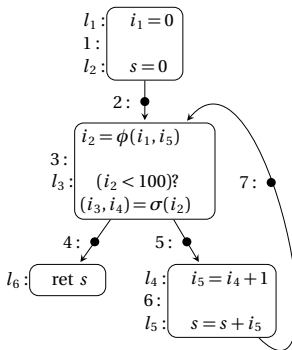 l₁: i₁=0
1:
l₂: s=0
2:
i₂=ϕ(i₁,i₅)
3:
l₃: (i₂<100)?
(i₃,i₄)=σ(i₂)
7:
4:
5:
l₆: ret s
l₄: i₅=i₄+1
6:
l₅: s=s+i₅